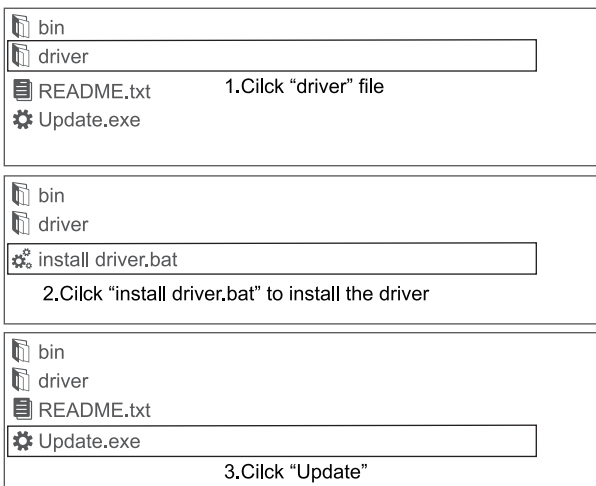 bin
driver
README.txt
1.Cilck “driver” file
Update.exe
bin
driver
install driver.bat
2.Cilck “install driver.bat” to install the driver
bin
driver
README.txt
Update.exe
3.Cilck “Update”